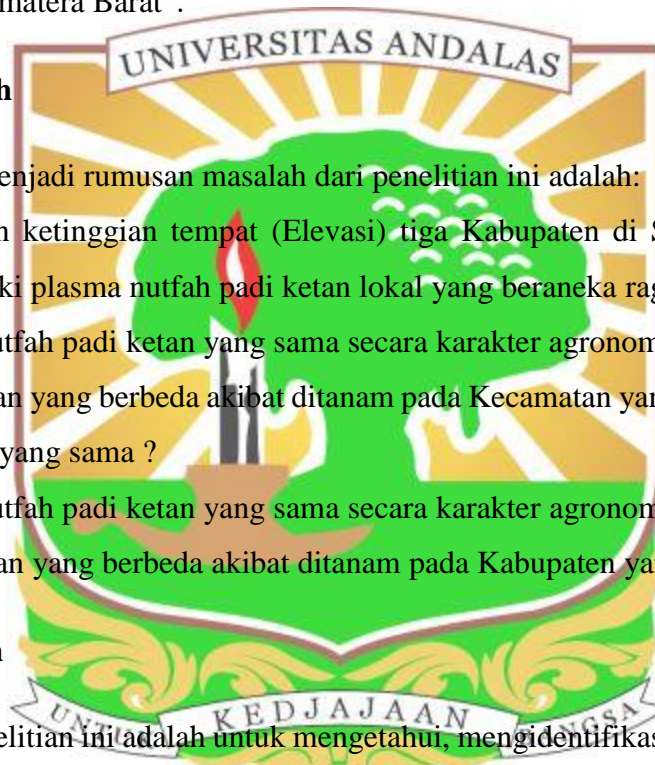 umatera Barat”.
UNIVERSITAS ANDALAS
h
enjadi rumusan masalah dari penelitian ini adalah:
n ketinggian tempat (Elevasi) tiga Kabupaten di S
ki plasma nutfah padi ketan lokal yang beraneka rag
utfah padi ketan yang sama secara karakter agronom
an yang berbeda akibat ditanam pada Kecamatan yan
yang sama ?
utfah padi ketan yang sama secara karakter agronom
an yang berbeda akibat ditanam pada Kabupaten ya
n
UNTUK KEDJAJAAN BANGSA
elitian ini adalah untuk mengetahui, mengidentifikas